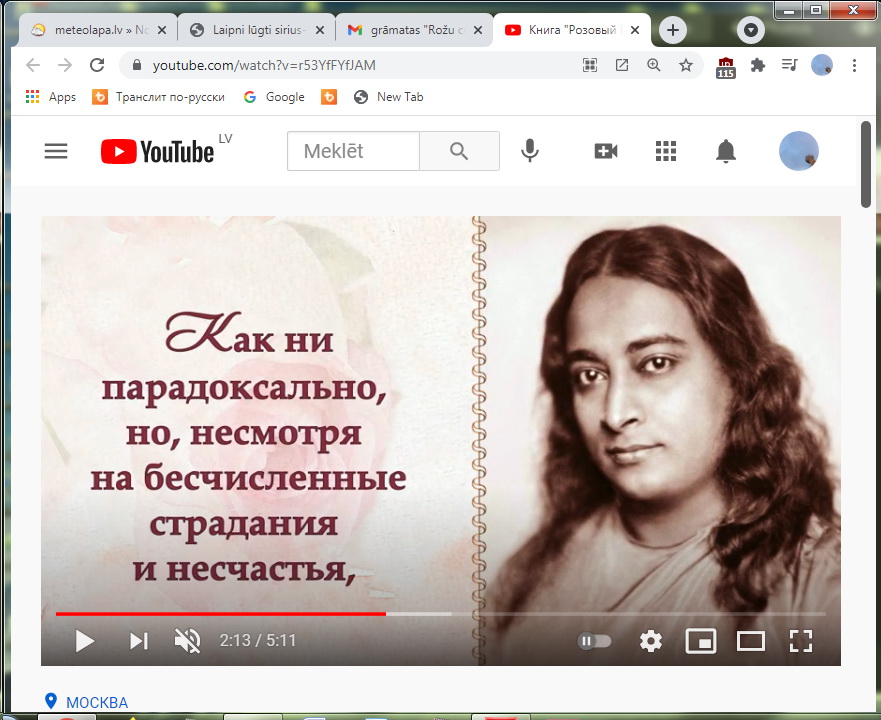 meteolapa.lv » No
Laipni lūgti sirius-
grāmatas "Rožu c
Книга "Розовый
youtube.com/watch?v=r53YfFYfJAM
115
Apps
Транслит по-русски
Google
New Tab
YouTube LV
Meklēt
Как ни
парадоксально,
но, несмотря
на бесчисленные
страдания
и несчастья,
2:13 / 5:11
МОСКВА